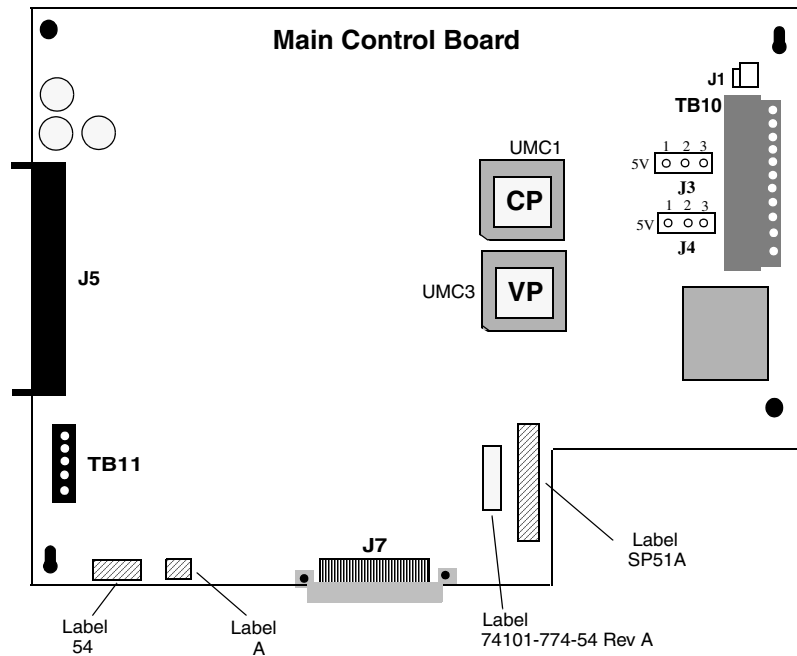 Main Control Board
J1
TB10
UMC1
1 2 3
5V
J3
CP
1 2 3
5V
J4
J5
UMC3
VP
TB11
J7
Label
SP51A
Label
54
Label
A
Label
74101-774-54 Rev A